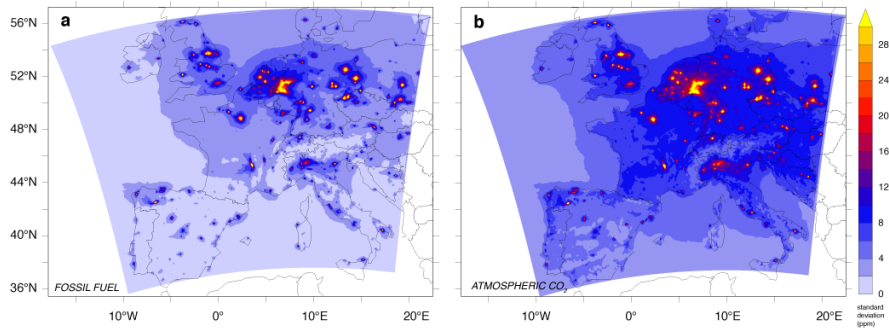 a
b
56°N
52°N
48°N
44°N
40°N
36°N
FOSSIL FUEL
ATMOSPHERIC CO₂
10°W
0°
10°E
20°E
10°W
0°
10°E
20°E
28
24
20
16
12
8
4
0
standard
deviation
(ppm)